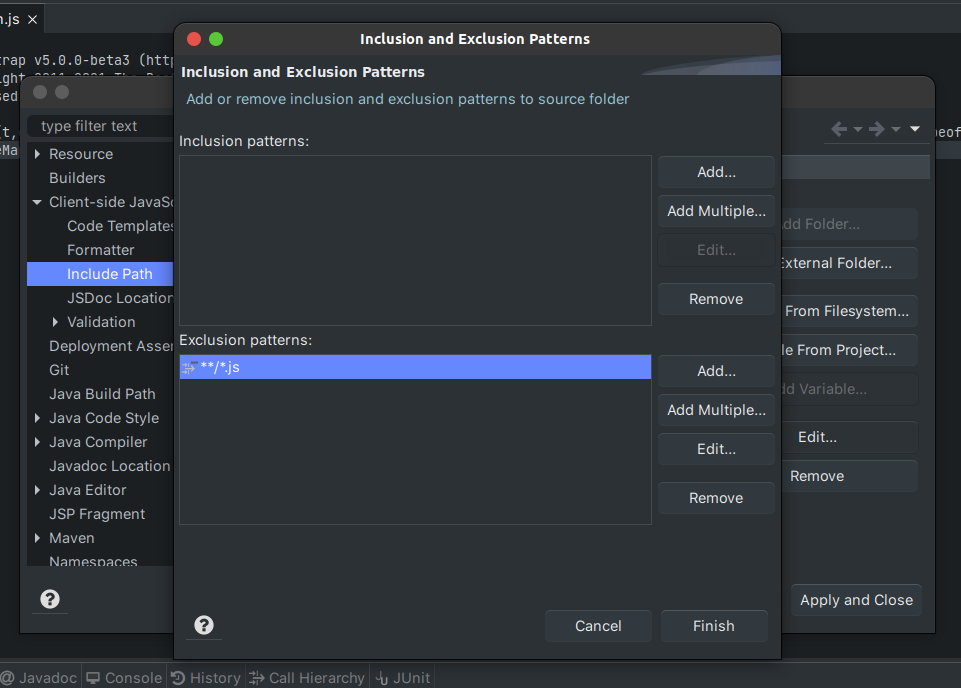 n.js
Inclusion and Exclusion Patterns
trap v5.0.0-beta3 (http
ight 2011-2021 The Boo
sed
Inclusion and Exclusion Patterns
Add or remove inclusion and exclusion patterns to source folder
type filter text
(t,
eof
eMa
Inclusion patterns:
Resource
Builders
Client-side JavaSc
Code Templates
Formatter
Include Path
JSDoc Location
Validation
Deployment Asser
Git
Java Build Path
Java Code Style
Java Compiler
Javadoc Location
Java Editor
JSP Fragment
Maven
Namespaces
Add...
Add Multiple...
Edit...
Remove
Exclusion patterns:
**/*.js
Add...
Add Multiple...
Edit...
Remove
dd Folder...
External Folder...
From Filesystem...
le From Project...
dd Variable...
Edit...
Remove
Cancel
Finish
Apply and Close
@ Javadoc
Console
History
Call Hierarchy
JUnit